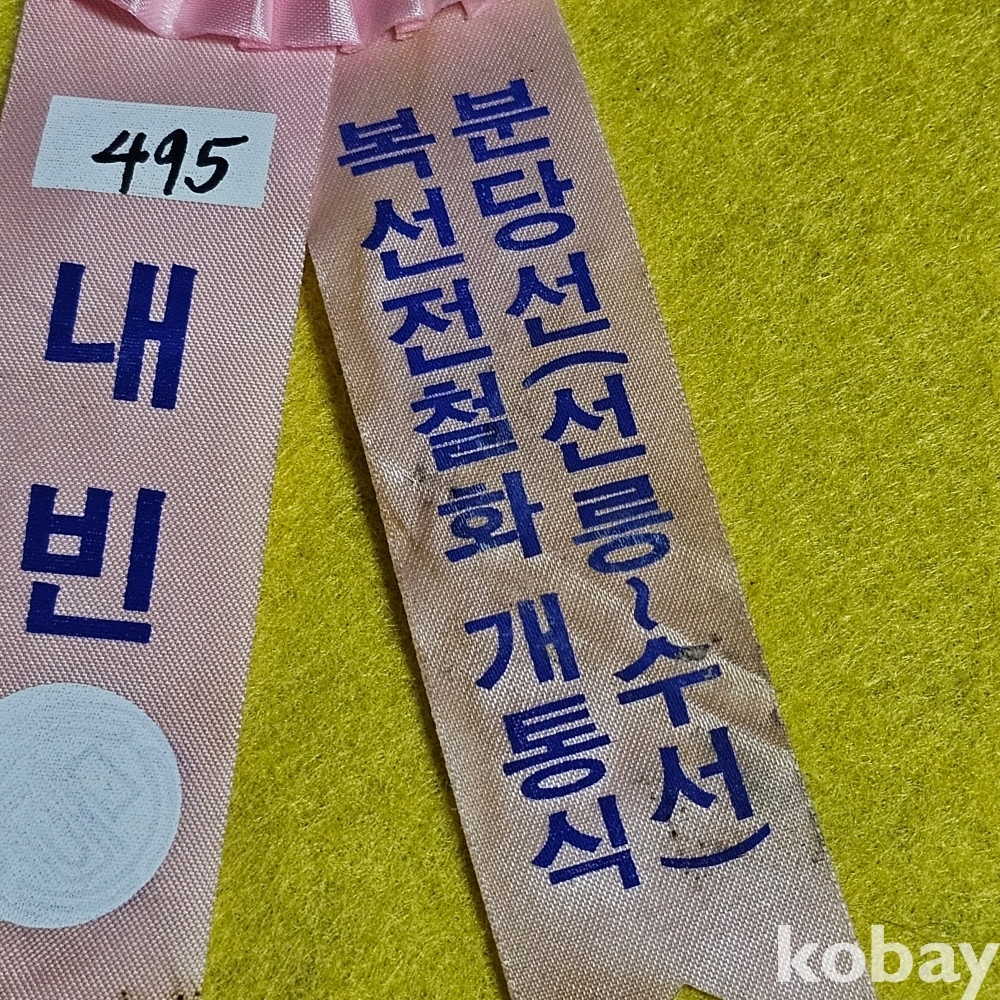 495
내빈
분당선(선릉~수서)
복선전철화 개통식
kobay